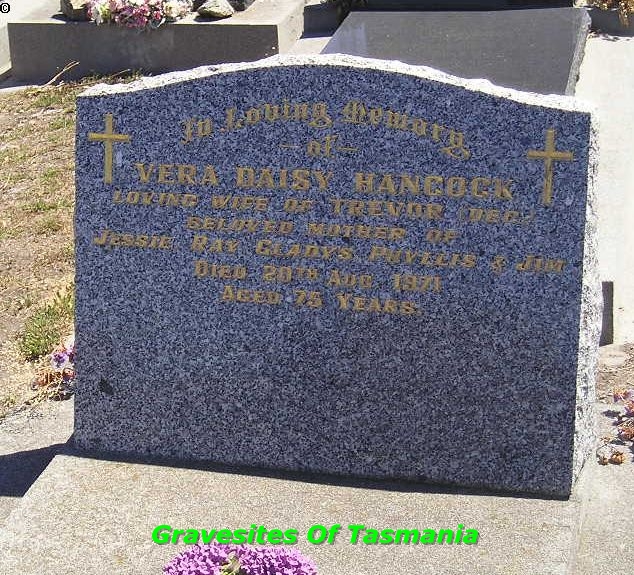 ©
In Loving Memory
— of —
VERA DAISY HANCOCK
LOVING WIFE OF TREVOR (DEC.)
BELOVED MOTHER OF
JESSIE RAY GLADYS PHYLLIS & JIM
DIED 20TH AUG. 1971
AGED 75 YEARS.
Gravesites Of Tasmania